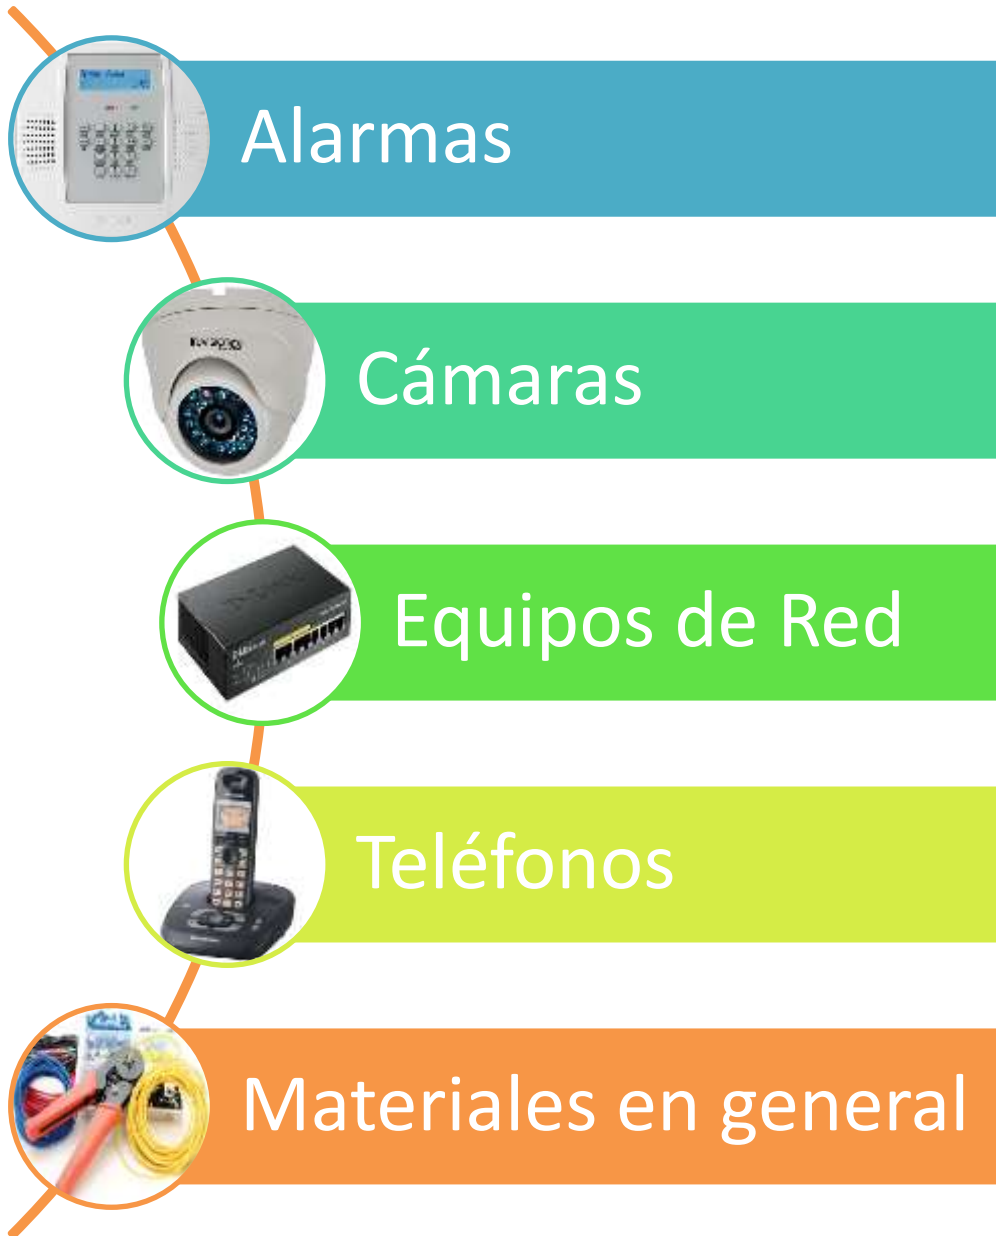 Alarmas
Cámaras
Equipos de Red
Teléfonos
Materiales en general